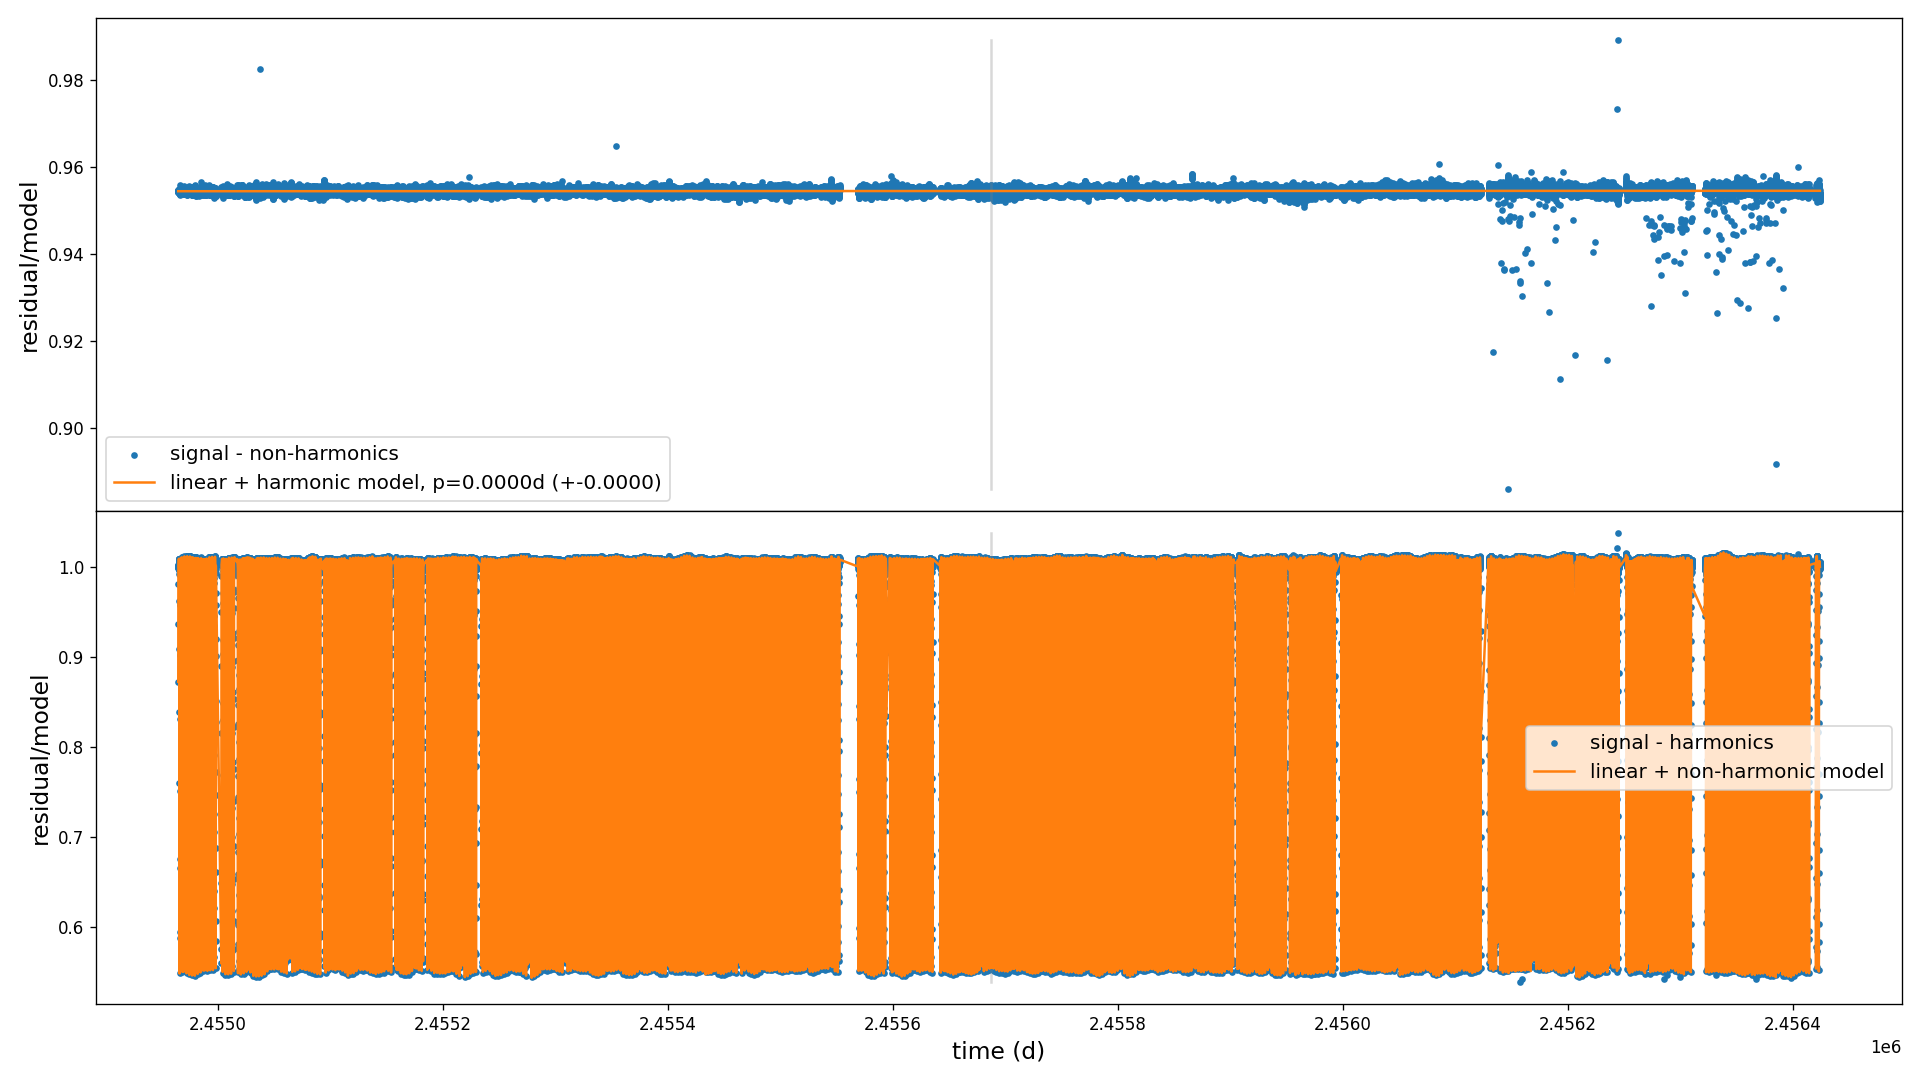 0.98
0.96
0.94
0.92
0.90
residual/model
signal - non-harmonics
linear + harmonic model, p=0.0000d (+-0.0000)
1.0
0.9
0.8
0.7
0.6
residual/model
signal - harmonics
linear + non-harmonic model
2.4550 2.4552 2.4554 2.4556 2.4558 2.4560 2.4562 2.4564
1e6
time (d)